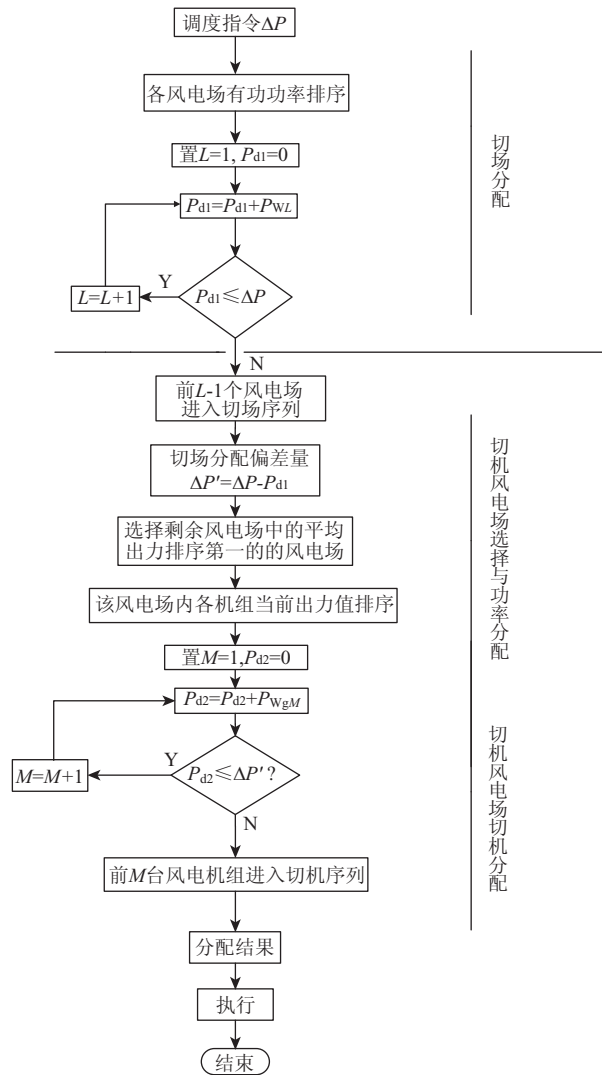 调度指令ΔP
各风电场有功功率排序
置L=1, Pd1=0
Pd1=Pd1+PWL
Pd1≤ΔP
Y
L=L+1
N
前L-1个风电场
进入切场序列
切场分配偏差量
ΔP′=ΔP-Pd1
选择剩余风电场中的平均
出力排序第一的的风电场
该风电场内各机组当前出力值排序
置M=1,Pd2=0
Pd2=Pd2+PWgM
Pd2≤ΔP′?
Y
M=M+1
N
前M台风电机组进入切机序列
分配结果
执行
结束
切场分配
切机风电场选择与功率分配
切机风电场切机分配